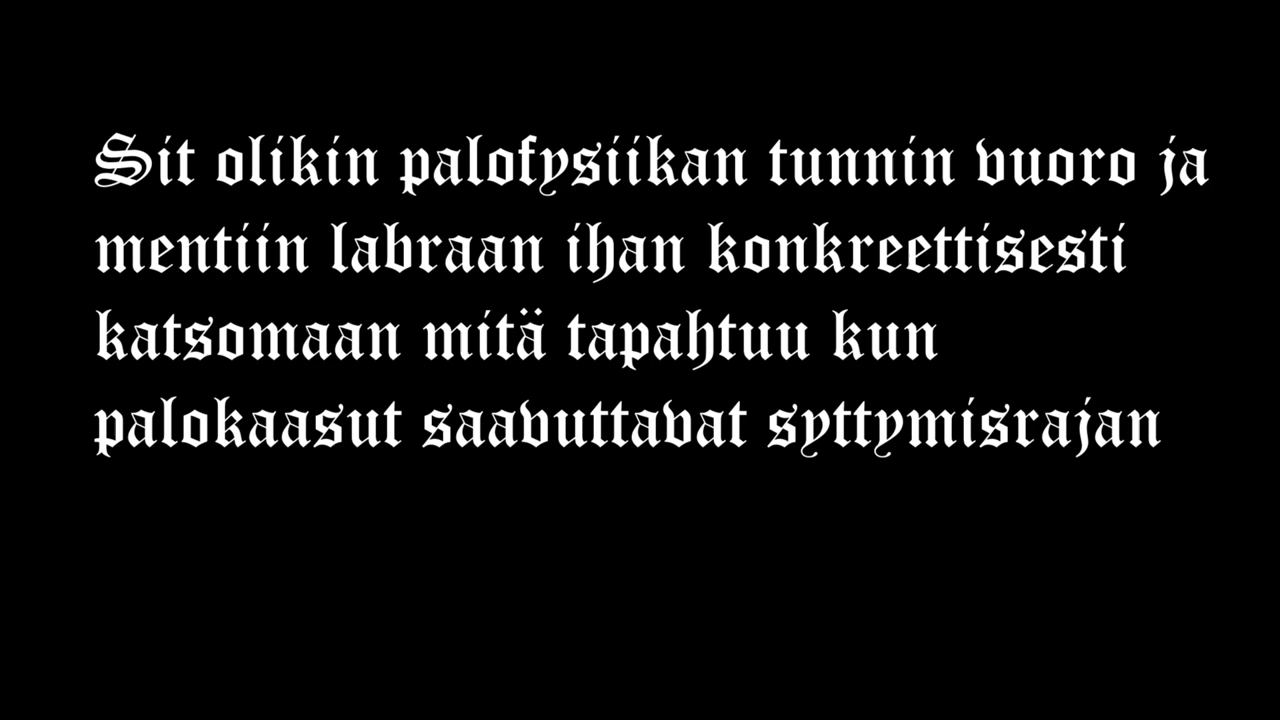 Sit olikin palofysiikan tunnin vuoro ja
mentiin labraan ihan konkreettisesti
katsomaan mitä tapahtuu kun
palokaasut saavuttavat syttymisrajan